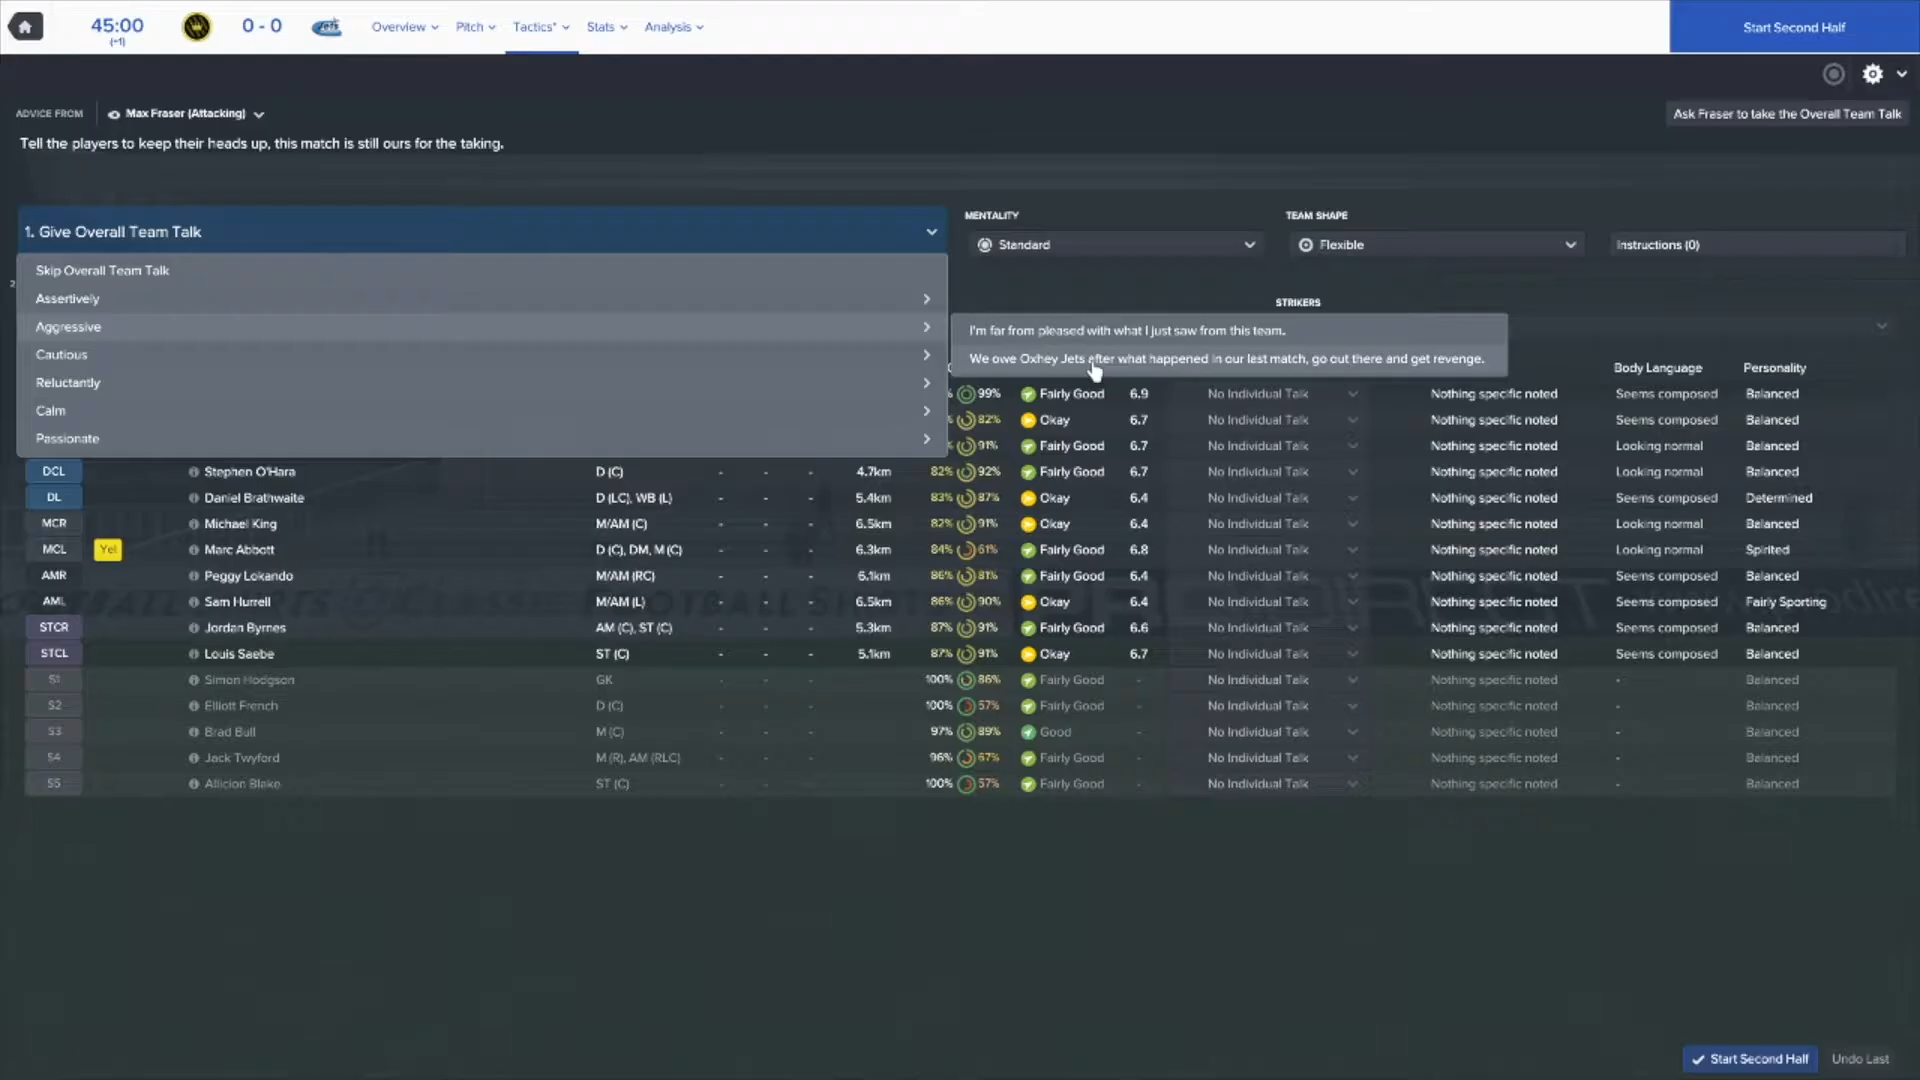 45:00
(+1)
0 - 0
Jets
Overview
Pitch
Tactics*
Stats
Analysis
Start Second Half
ADVICE FROM
Max Fraser (Attacking)
Ask Fraser to take the Overall Team Talk
Tell the players to keep their heads up, this match is still ours for the taking.
1. Give Overall Team Talk
MENTALITY
TEAM SHAPE
Standard
Flexible
Instructions (0)
Skip Overall Team Talk
Assertively
Aggressive
Cautious
Reluctantly
Calm
Passionate
STRIKERS
I'm far from pleased with what I just saw from this team.
We owe Oxhey Jets after what happened in our last match, go out there and get revenge.
Body Language Personality
99% Fairly Good 6.9 No Individual Talk Nothing specific noted Seems composed Balanced
82% Okay 6.7 No Individual Talk Nothing specific noted Seems composed Balanced
91% Fairly Good 6.7 No Individual Talk Nothing specific noted Looking normal Balanced
DCL Stephen O'Hara D (C) - - - 4.7km 82% 92% Fairly Good 6.7 No Individual Talk Nothing specific noted Looking normal Balanced
DL Daniel Brathwaite D (LC), WB (L) - - - 5.4km 83% 87% Okay 6.4 No Individual Talk Nothing specific noted Seems composed Determined
MCR Michael King M/AM (C) - - - 6.5km 82% 91% Okay 6.4 No Individual Talk Nothing specific noted Looking normal Balanced
MCL Yel Marc Abbott D (C), DM, M (C) - - - 6.3km 84% 61% Fairly Good 6.8 No Individual Talk Nothing specific noted Looking normal Spirited
AMR Peggy Lokando M/AM (RC) - - - 6.1km 86% 81% Fairly Good 6.4 No Individual Talk Nothing specific noted Seems composed Balanced
AML Sam Hurrell M/AM (L) - - - 6.5km 86% 90% Okay 6.4 No Individual Talk Nothing specific noted Seems composed Fairly Sporting
STCR Jordan Byrnes AM (C), ST (C) - - - 5.3km 87% 91% Fairly Good 6.6 No Individual Talk Nothing specific noted Seems composed Balanced
STCL Louis Saebe ST (C) - - - 5.1km 87% 91% Okay 6.7 No Individual Talk Nothing specific noted Seems composed Balanced
S1 Simon Hodgson GK - - - 100% 86% Fairly Good - No Individual Talk Nothing specific noted - Balanced
S2 Elliott French D (C) - - - 100% 57% Fairly Good - No Individual Talk Nothing specific noted - Balanced
S3 Brad Bull M (C) - - - 97% 89% Good - No Individual Talk Nothing specific noted - Balanced
S4 Jack Twyford M (R), AM (RLC) - - - 96% 67% Fairly Good - No Individual Talk Nothing specific noted - Balanced
S5 Allicion Blake ST (C) - - - 100% 57% Fairly Good - No Individual Talk Nothing specific noted - Balanced
Start Second Half
Undo Last